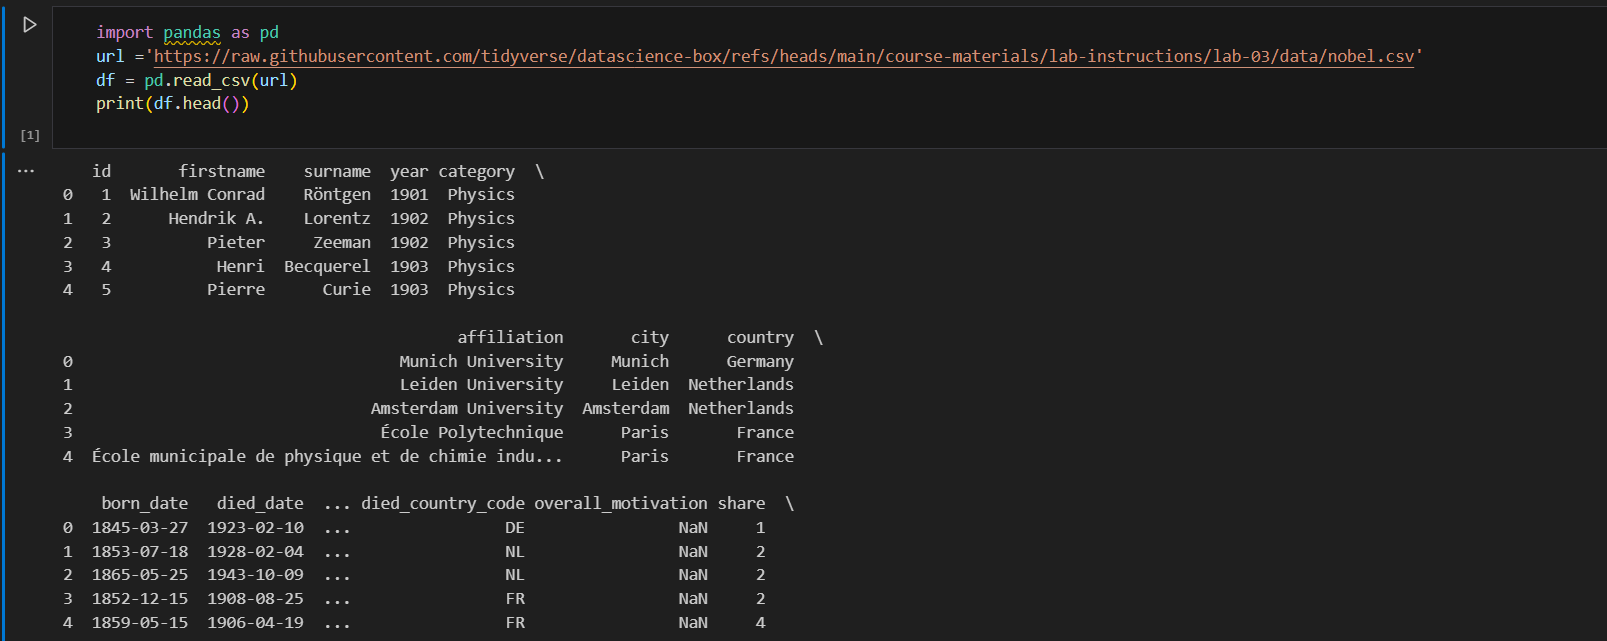 import pandas as pd
url ='https://raw.githubusercontent.com/tidyverse/datascience-box/refs/heads/main/course-materials/lab-instructions/lab-03/data/nobel.csv'
df = pd.read_csv(url)
print(df.head())
[1]
... id firstname surname year category \
0 1 Wilhelm Conrad Röntgen 1901 Physics
1 2 Hendrik A. Lorentz 1902 Physics
2 3 Pieter Zeeman 1902 Physics
3 4 Henri Becquerel 1903 Physics
4 5 Pierre Curie 1903 Physics
affiliation city country \
0 Munich University Munich Germany
1 Leiden University Leiden Netherlands
2 Amsterdam University Amsterdam Netherlands
3 École Polytechnique Paris France
4 École municipale de physique et de chimie indu... Paris France
born_date died_date ... died_country_code overall_motivation share \
0 1845-03-27 1923-02-10 ... DE NaN 1
1 1853-07-18 1928-02-04 ... NL NaN 2
2 1865-05-25 1943-10-09 ... NL NaN 2
3 1852-12-15 1908-08-25 ... FR NaN 2
4 1859-05-15 1906-04-19 ... FR NaN 4